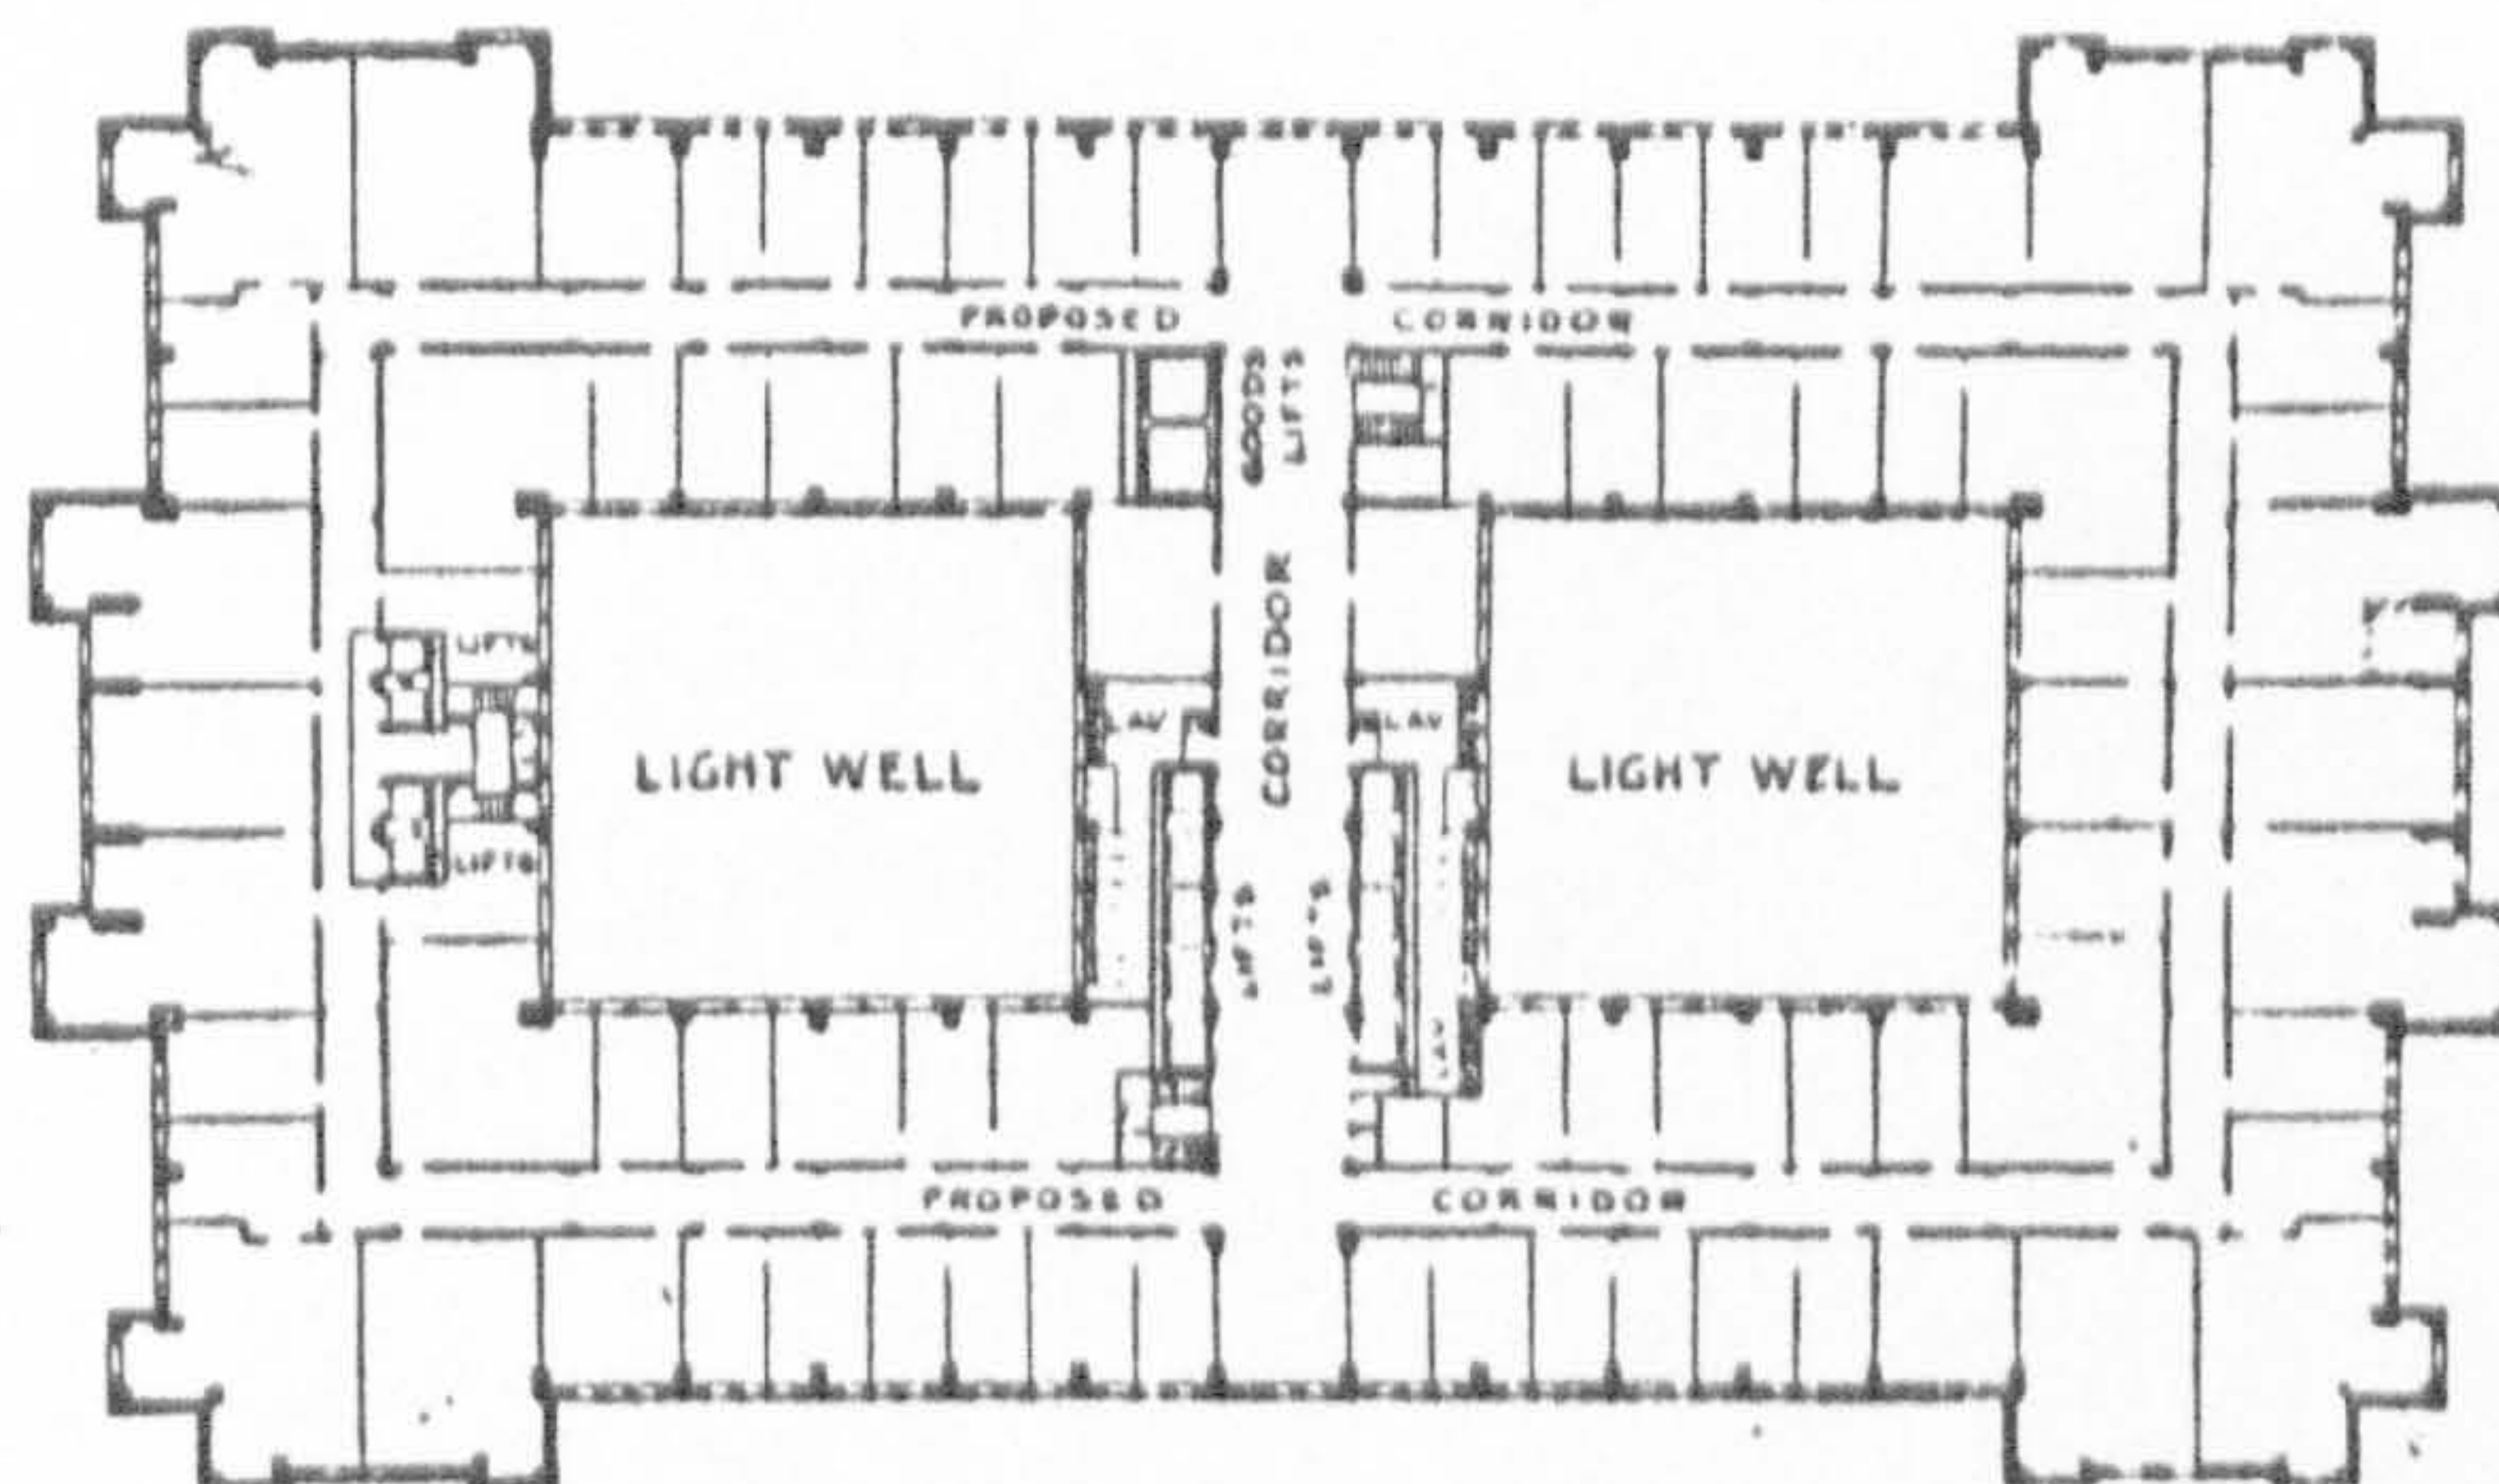 PROPOSED CORRIDOR
GOODS
LIFTS
CORRIDOR
LIFTS
LAV
LAV
LIGHT WELL
LIGHT WELL
LIFTS
LIFTS
LIFTS
LAV
PROPOSED CORRIDOR